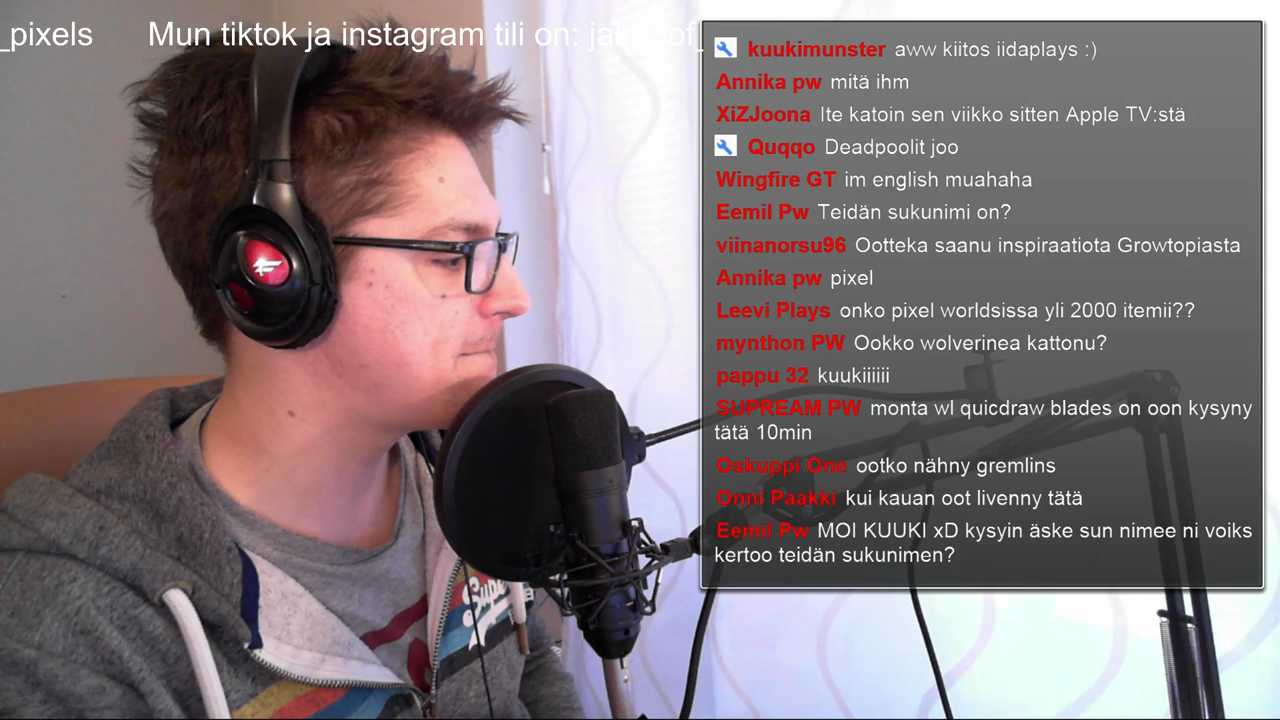 _pixels Mun tiktok ja instagram tili on:
kuukimunster aww kiitos iidaplays :)
Annika pw mitä ihm
XiZJoona Ite katoin sen viikko sitten Apple TV:stä
Quqqo Deadpoolit joo
Wingfire GT im english muahaha
Eemil Pw Teidän sukunimi on?
viinanorsu96 Ootteka saanu inspiraatiota Growtopiasta
Annika pw pixel
Leevi Plays onko pixel worldsissa yli 2000 itemii??
mynthon PW Ookko wolverinea kattonu?
pappu 32 kuukiiiiii
SUPREAM PW monta wl quicdraw blades on oon kysyny
tätä 10min
Oskuppi One ootko nähny gremlins
Onni Paakki kui kauan oot livenny tätä
Eemil Pw MOI KUUKI xD kysyin äske sun nimee ni voiks
kertoo teidän sukunimen?
Supe